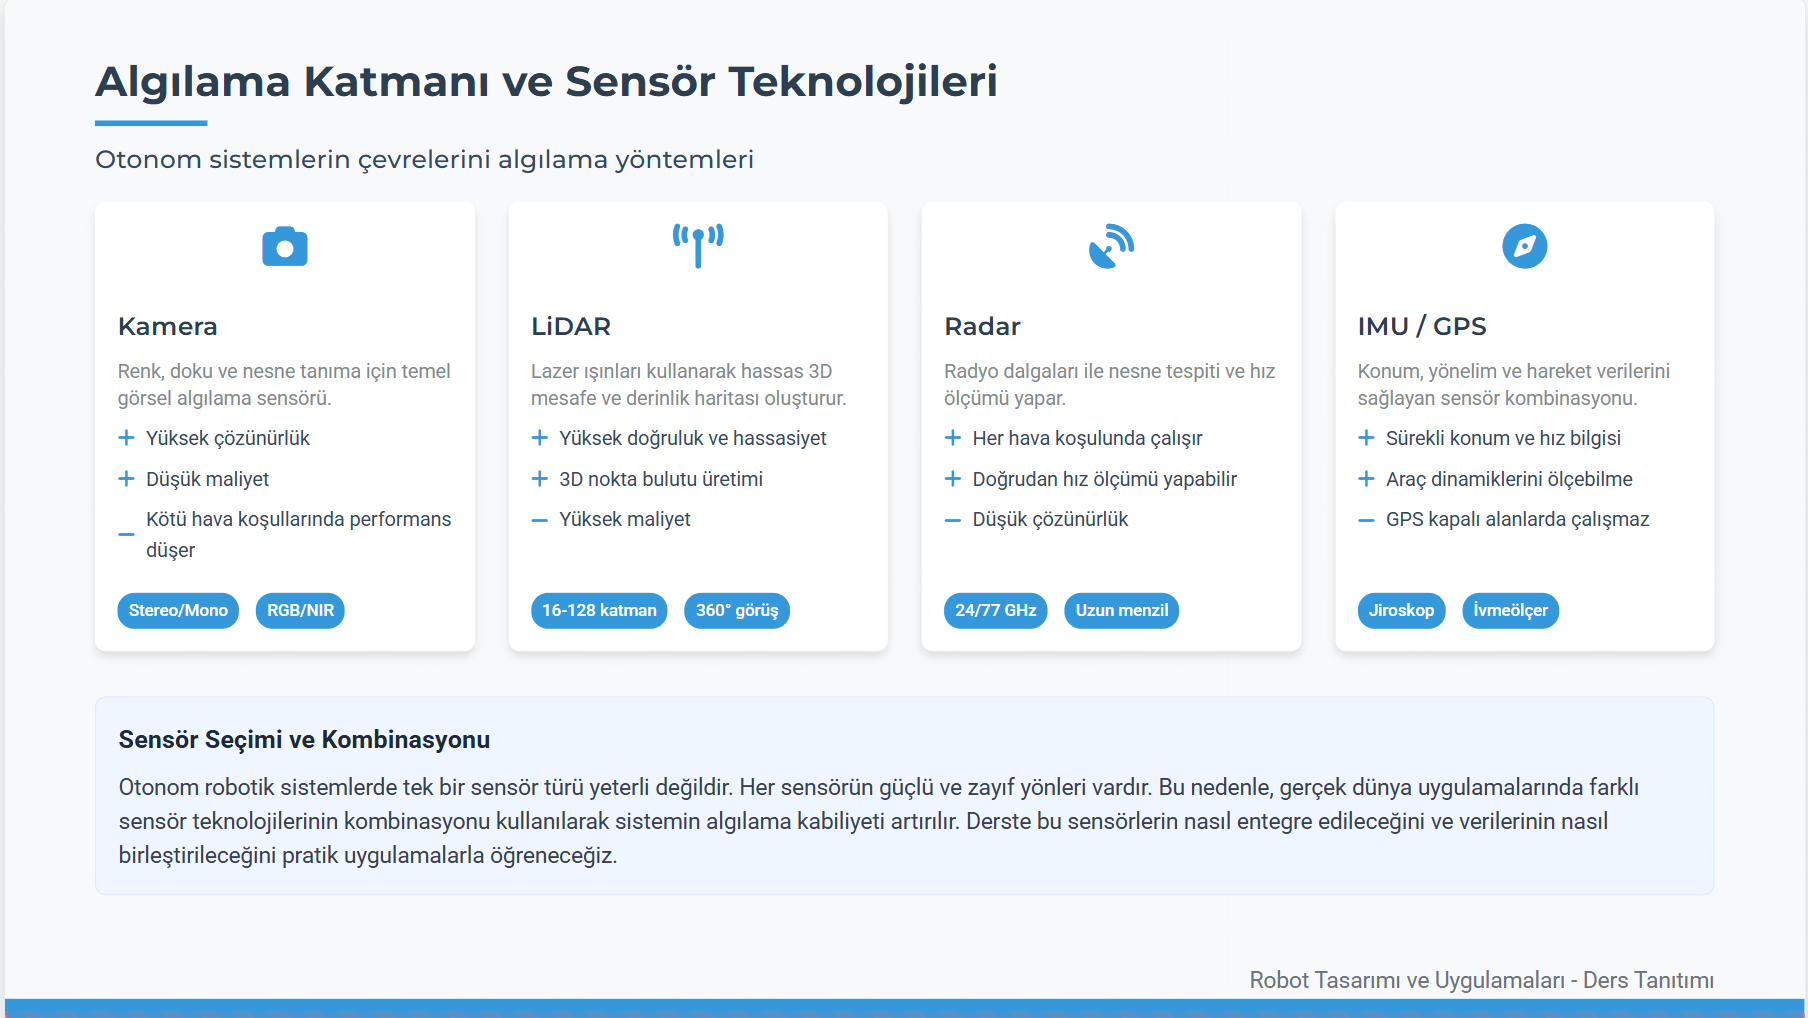 Algılama Katmanı ve Sensör Teknolojileri
Otonom sistemlerin çevrelerini algılama yöntemleri
Kamera
Renk, doku ve nesne tanıma için temel
görsel algılama sensörü.
+ Yüksek çözünürlük
+ Düşük maliyet
− Kötü hava koşullarında performans
düşer
Stereo/Mono
RGB/NIR
LiDAR
Lazer ışınları kullanarak hassas 3D
mesafe ve derinlik haritası oluşturur.
+ Yüksek doğruluk ve hassasiyet
+ 3D nokta bulutu üretimi
− Yüksek maliyet
16-128 katman
360° görüş
Radar
Radyo dalgaları ile nesne tespiti ve hız
ölçümü yapar.
+ Her hava koşulunda çalışır
+ Doğrudan hız ölçümü yapabilir
− Düşük çözünürlük
24/77 GHz
Uzun menzil
IMU / GPS
Konum, yönelim ve hareket verilerini
sağlayan sensör kombinasyonu.
+ Sürekli konum ve hız bilgisi
+ Araç dinamiklerini ölçebilme
− GPS kapalı alanlarda çalışmaz
Jiroskop
İvmeölçer
Sensör Seçimi ve Kombinasyonu
Otonom robotik sistemlerde tek bir sensör türü yeterli değildir. Her sensörün güçlü ve zayıf yönleri vardır. Bu nedenle, gerçek dünya uygulamalarında farklı
sensör teknolojilerinin kombinasyonu kullanılarak sistemin algılama kabiliyeti artırılır. Derste bu sensörlerin nasıl entegre edileceğini ve verilerinin nasıl
birleştirileceğini pratik uygulamalarla öğreneceğiz.
Robot Tasarımı ve Uygulamaları - Ders Tanıtımı